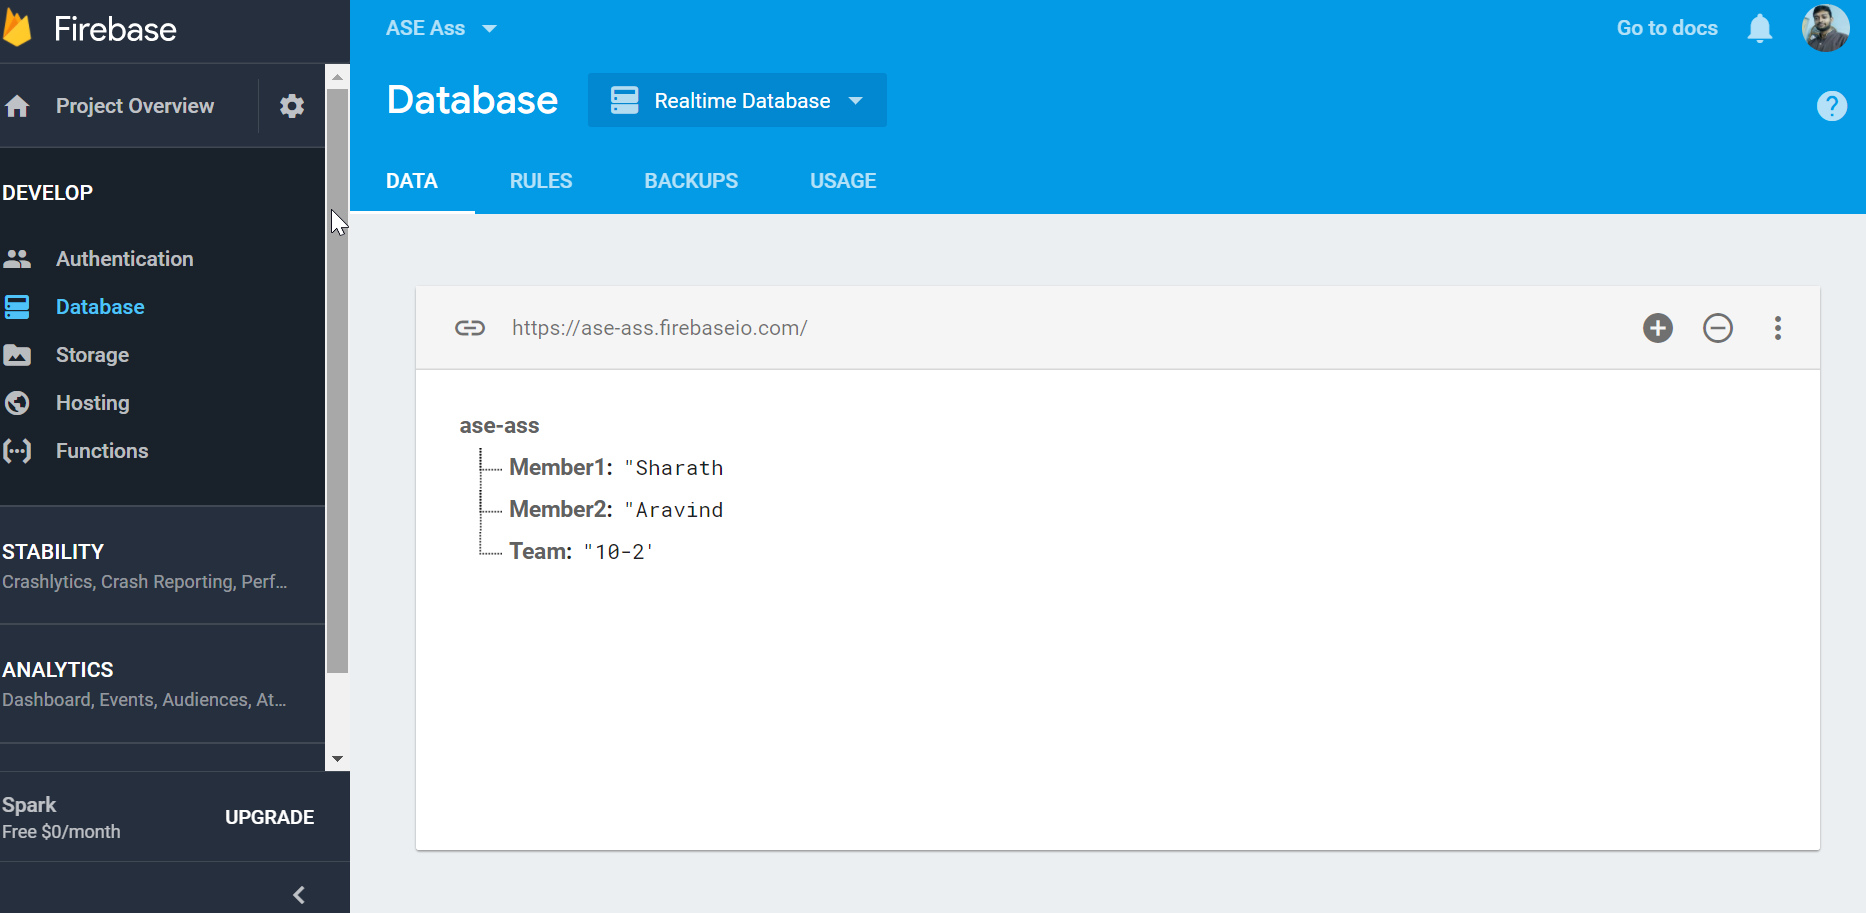 Firebase
Project Overview
DEVELOP
Authentication
Database
Storage
Hosting
Functions
STABILITY
Crashlytics, Crash Reporting, Perf...
ANALYTICS
Dashboard, Events, Audiences, At...
Spark
Free $0/month
UPGRADE
ASE Ass
Go to docs
Database
Realtime Database
?
DATA
RULES
BACKUPS
USAGE
https://ase-ass.firebaseio.com/
ase-ass
Member1: "Sharath
Member2: "Aravind
Team: "10-2'